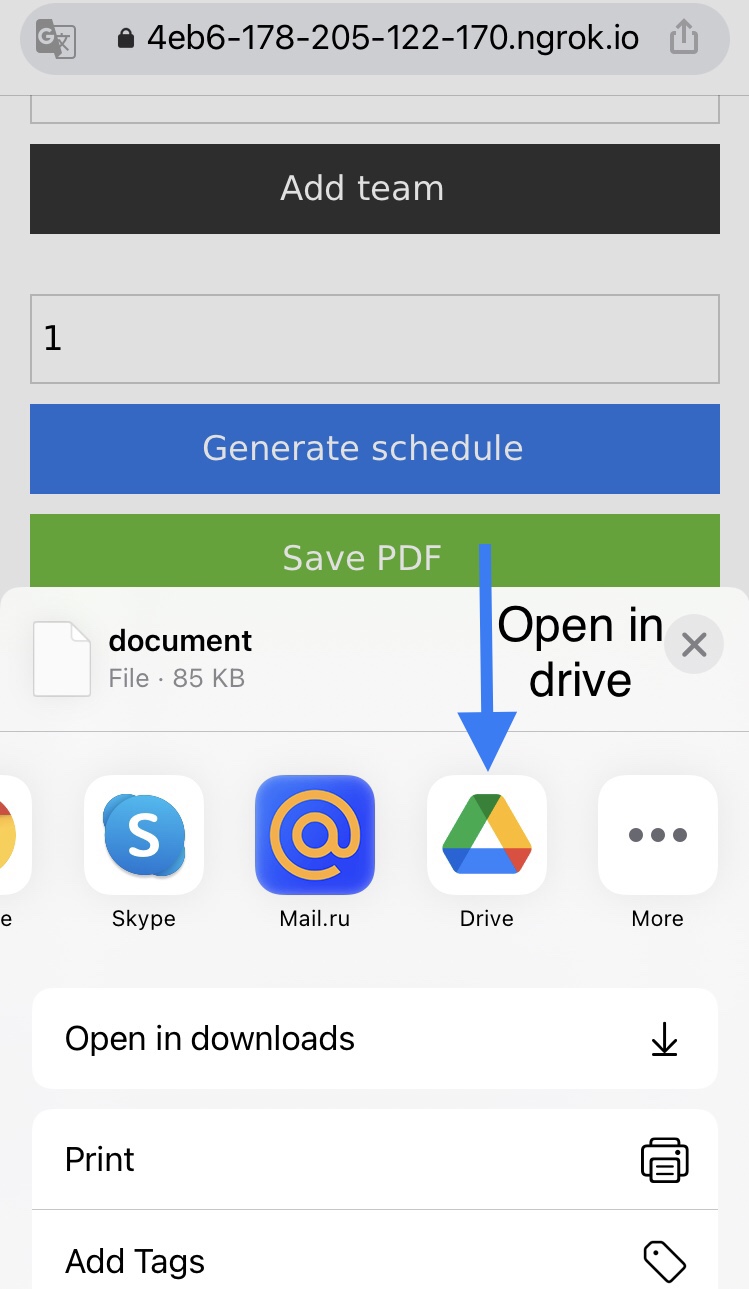 4eb6-178-205-122-170.ngrok.io
Add team
1
Generate schedule
Save PDF
document
File · 85 KB
Open in
drive
e
Skype
Mail.ru
Drive
More
Open in downloads
Print
Add Tags